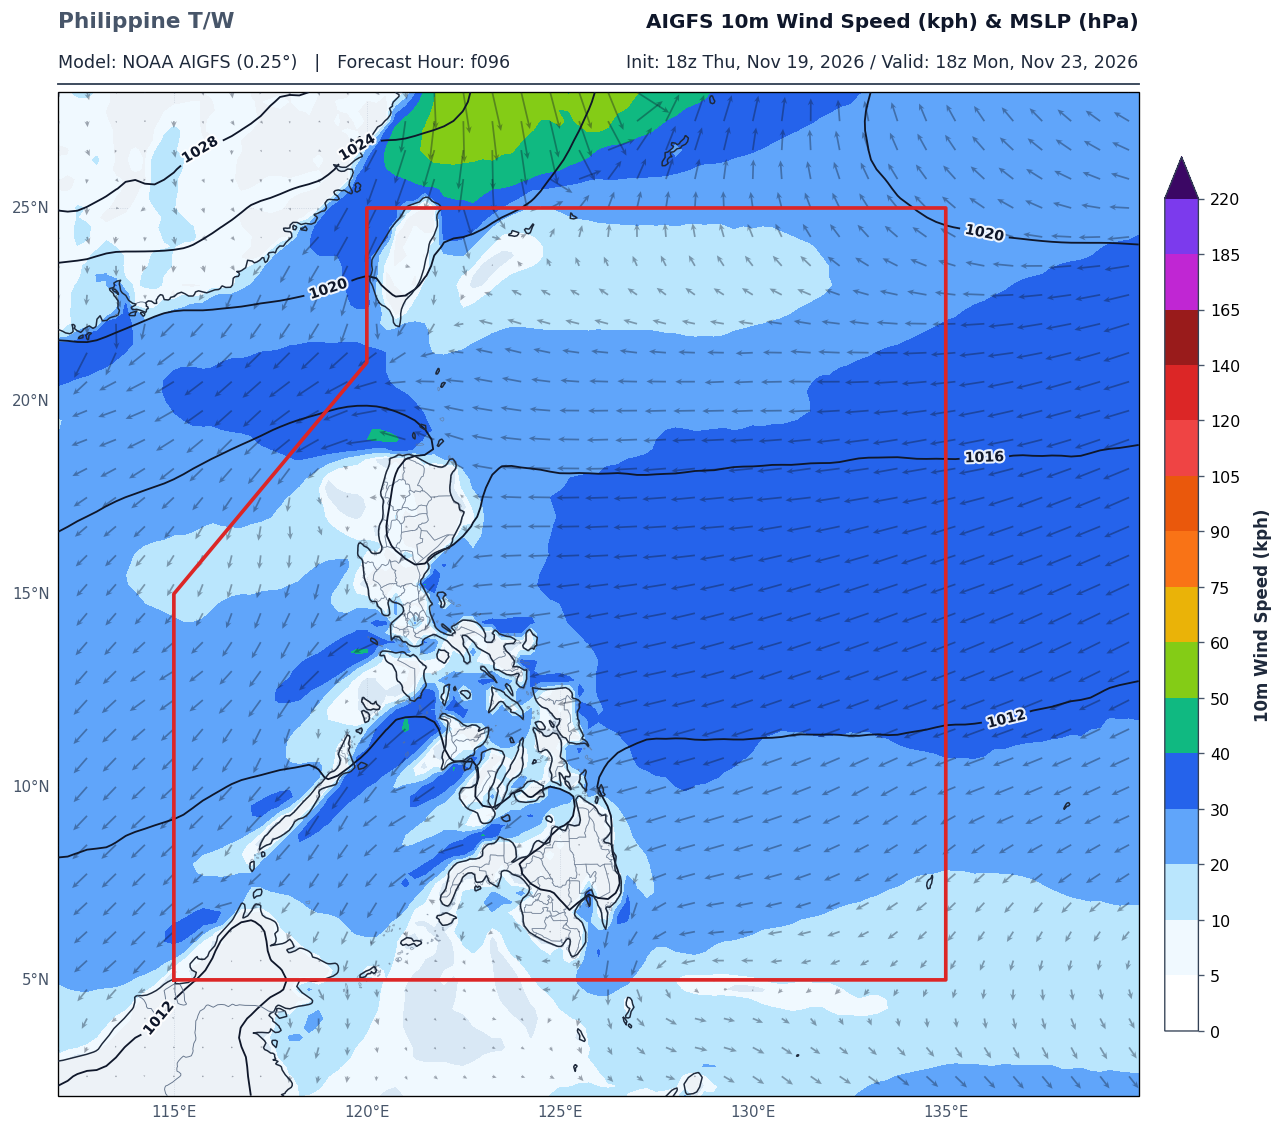 Philippine T/W
AIGFS 10m Wind Speed (kph) & MSLP (hPa)
Model: NOAA AIGFS (0.25°) | Forecast Hour: f096
Init: 18z Thu, Nov 19, 2026 / Valid: 18z Mon, Nov 23, 2026
1028
1024
1020
1020
1016
1012
1012
25°N
20°N
15°N
10°N
5°N
115°E
120°E
125°E
130°E
135°E
220
185
165
140
120
105
90
75
60
50
40
30
20
10
5
0
10m Wind Speed (kph)